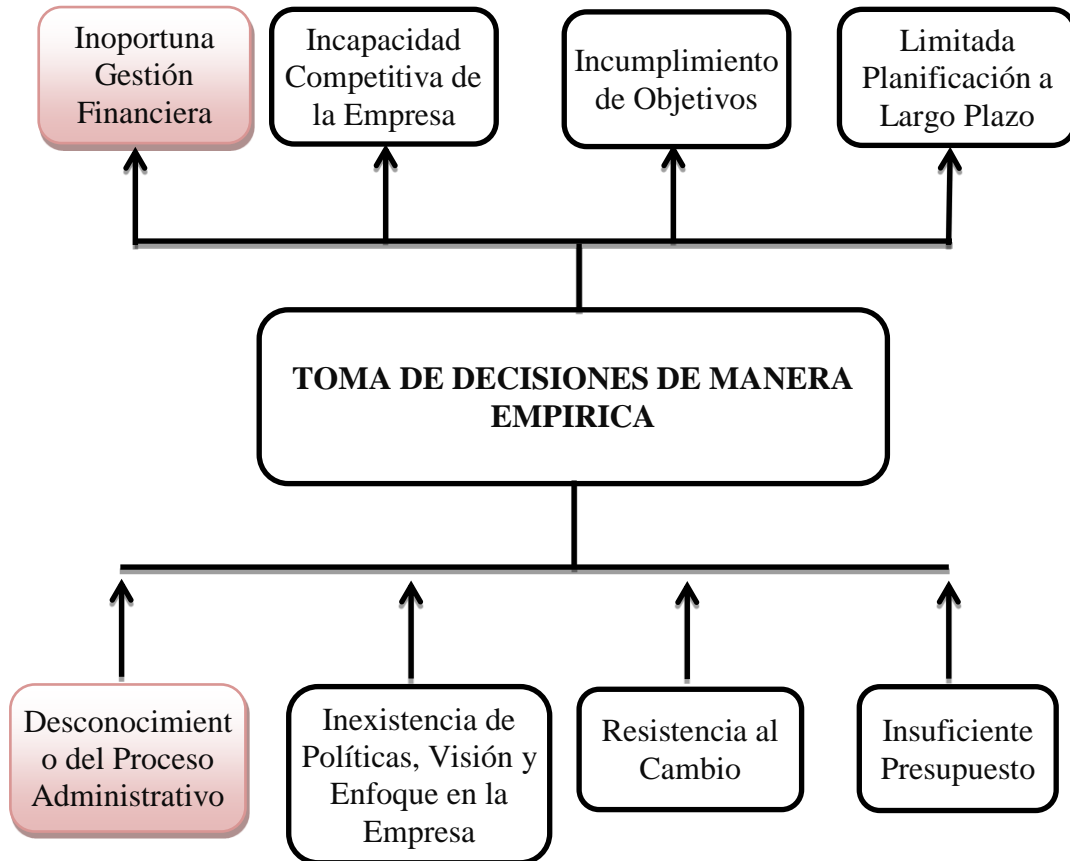 Inoportuna
Gestión
Financiera
Incapacidad
Competitiva de
la Empresa
Incumplimiento
de Objetivos
Limitada
Planificación a
Largo Plazo
TOMA DE DECISIONES DE MANERA
EMPIRICA
Desconocimient
o del Proceso
Administrativo
Inexistencia de
Políticas, Visión y
Enfoque en la
Empresa
Resistencia al
Cambio
Insuficiente
Presupuesto